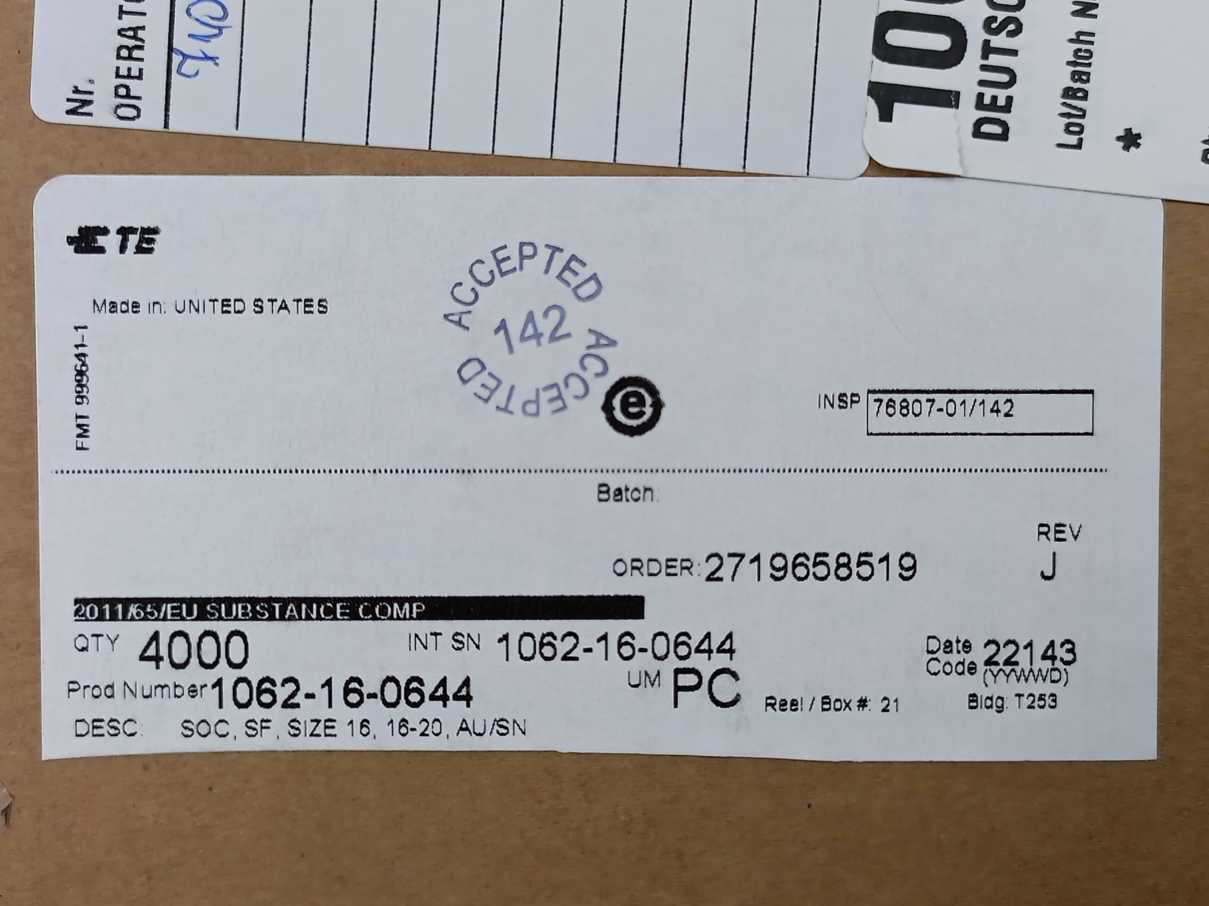 Nr.
OPERATO
DEUTSC
Lot/Batch N
*
TE
Made in: UNITED STATES
FMT 999641-1
ACCEPTED 142 ACCEPTED
e
INSP 76807-01/142
Batch:
REV
ORDER: 2719658519 J
2011/65/EU SUBSTANCE COMP
QTY 4000 INT SN 1062-16-0644 Date Code 22143 (YYWWD)
Prod Number 1062-16-0644 UM PC Reel / Box #: 21 Bldg: T253
DESC: SOC, SF, SIZE 16, 16-20, AU/SN